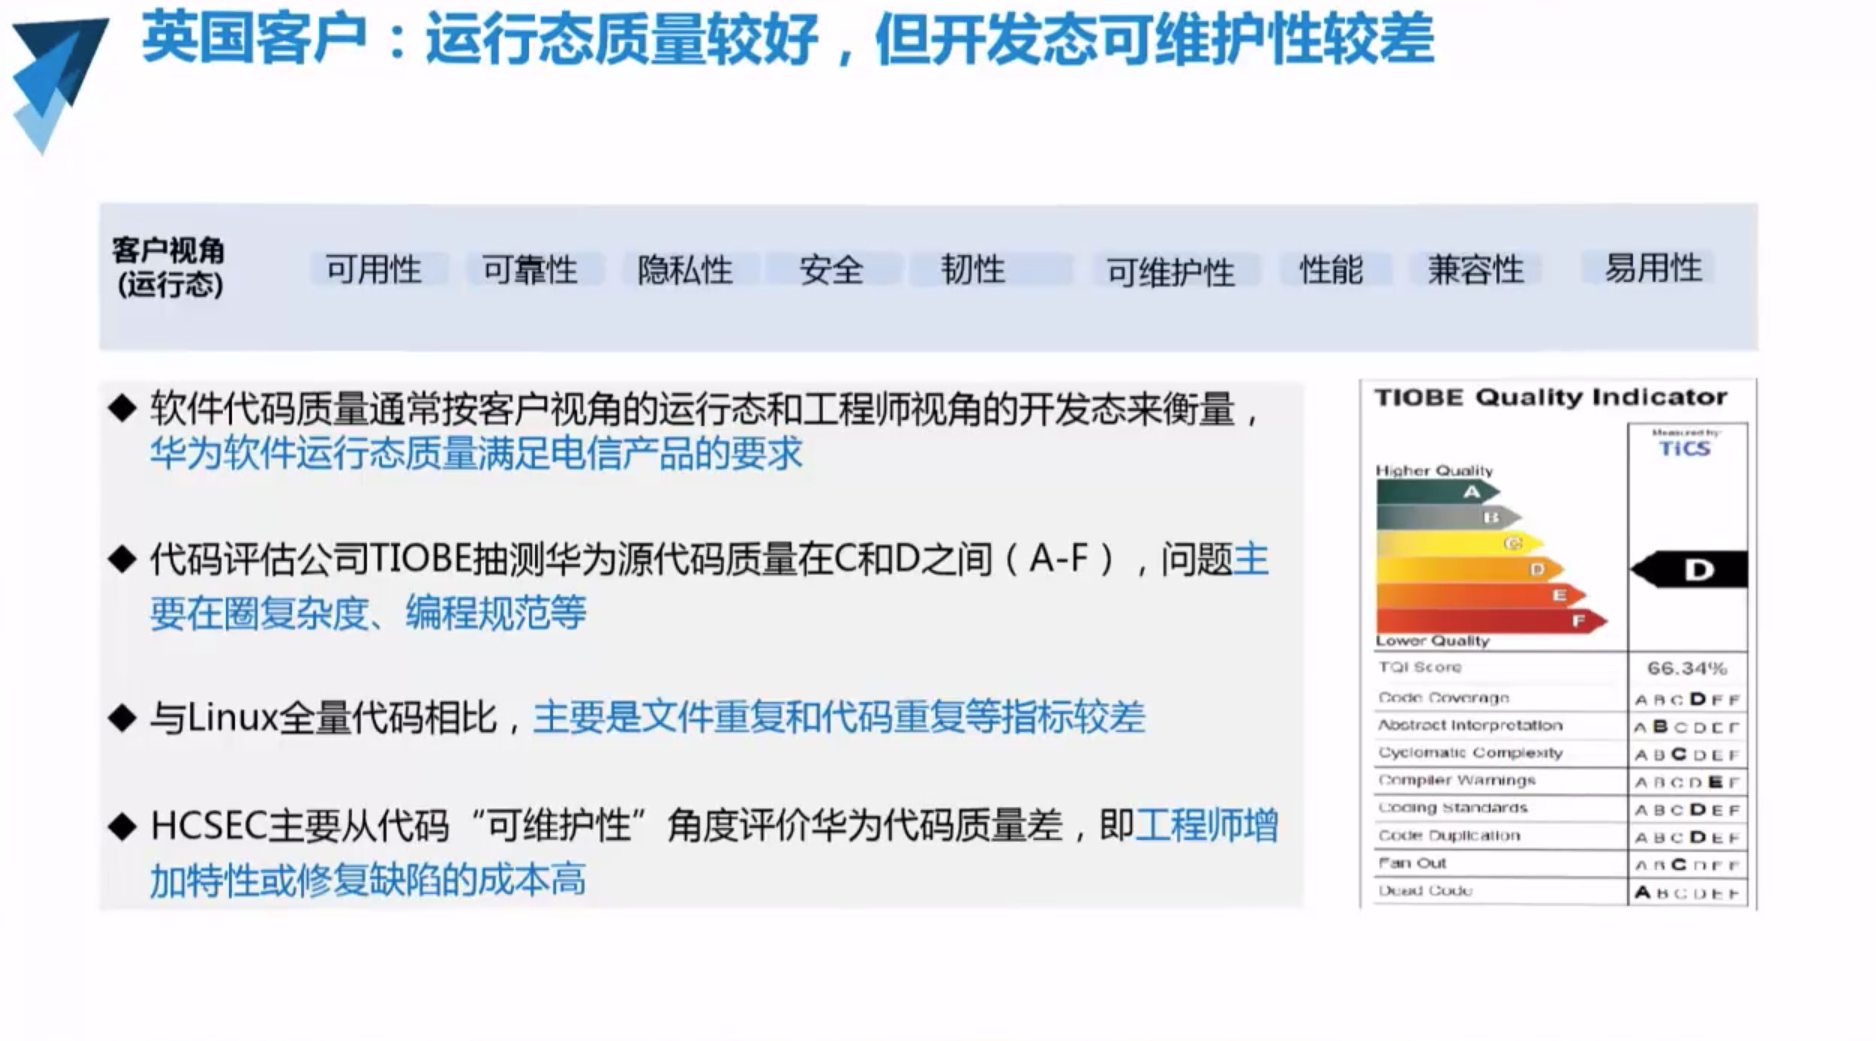 英国客户：运行态质量较好，但开发态可维护性较差
客户视角
(运行态)
可用性 可靠性 隐私性 安全 韧性 可维护性 性能 兼容性 易用性
◆ 软件代码质量通常按客户视角的运行态和工程师视角的开发态来衡量，
华为软件运行态质量满足电信产品的要求
◆ 代码评估公司TIOBE抽测华为源代码质量在C和D之间（A-F），问题主
要在圈复杂度、编程规范等
◆ 与Linux全量代码相比，主要是文件重复和代码重复等指标较差
◆ HCSEC主要从代码“可维护性”角度评价华为代码质量差，即工程师增
加特性或修复缺陷的成本高
TIOBE Quality Indicator
Measured by:
TiCS
Higher Quality
A
B
C
D
D
E
F
Lower Quality
TQI Score 66.34%
Code Coverage A B C D E F
Abstract Interpretation A B C D E F
Cyclomatic Complexity A B C D E F
Compiler Warnings A B C D E F
Coding Standards A B C D E F
Code Duplication A B C D E F
Fan Out A B C D E F
Dead Code A B C D E F